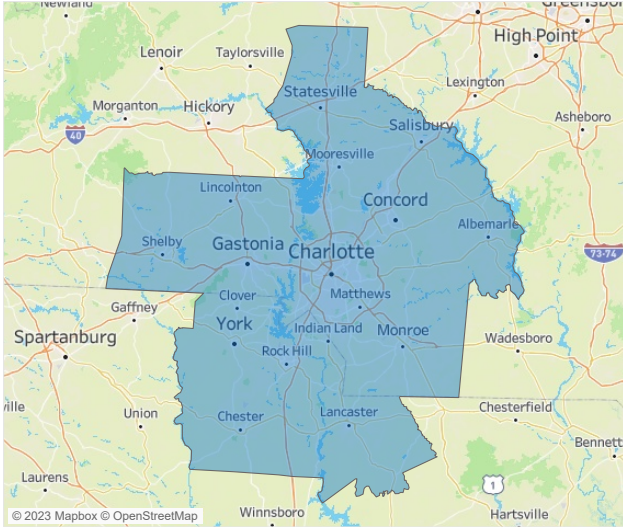 Newland
Greensboro
High Point
Lenoir
Taylorsville
Lexington
Statesville
Morganton
Hickory
Asheboro
40
Salisbury
Mooresville
Lincolnton
Concord
Albemarle
Shelby
Gastonia
Charlotte
73-74
Clover
Matthews
Gaffney
York
Indian Land
Monroe
Spartanburg
Rock Hill
Wadesboro
ville
Union
Chester
Lancaster
Chesterfield
Bennett
Laurens
1
Winnsboro
Hartsville
© 2023 Mapbox © OpenStreetMap